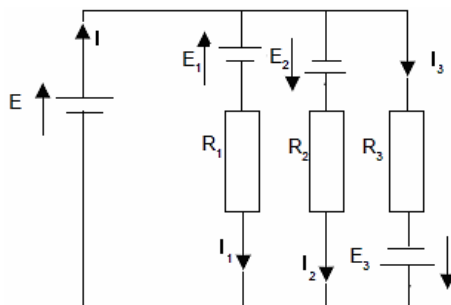 I
E₁
E₂
I₃
E
R₁
R₂
R₃
I₁
I₂
E₃